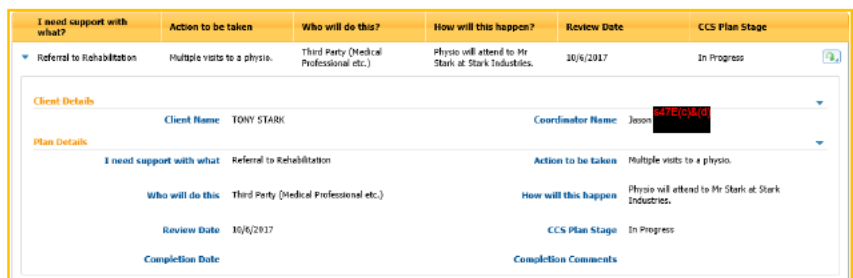 I need support with what? Action to be taken Who will do this? How will this happen? Review Date CCS Plan Stage
Referral to Rehabilitation Multiple visits to a physio. Third Party (Medical Professional etc.) Physio will attend to Mr Stark at Stark Industries. 10/6/2017 In Progress
Client Details
Client Name TONY STARK Coordinator Name Jason s47E(c)&(d)
Plan Details
I need support with what Referral to Rehabilitation Action to be taken Multiple visits to a physio.
Who will do this Third Party (Medical Professional etc.) How will this happen Physio will attend to Mr Stark at Stark Industries.
Review Date 10/6/2017 CCS Plan Stage In Progress
Completion Date Completion Comments